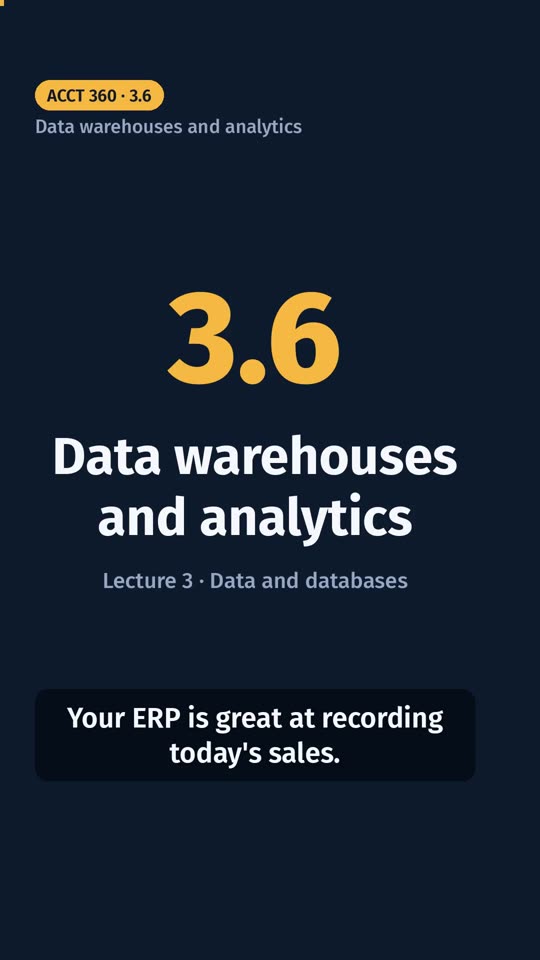 ACCT 360 · 3.6
Data warehouses and analytics
3.6
Data warehouses
and analytics
Lecture 3 · Data and databases
Your ERP is great at recording
today's sales.